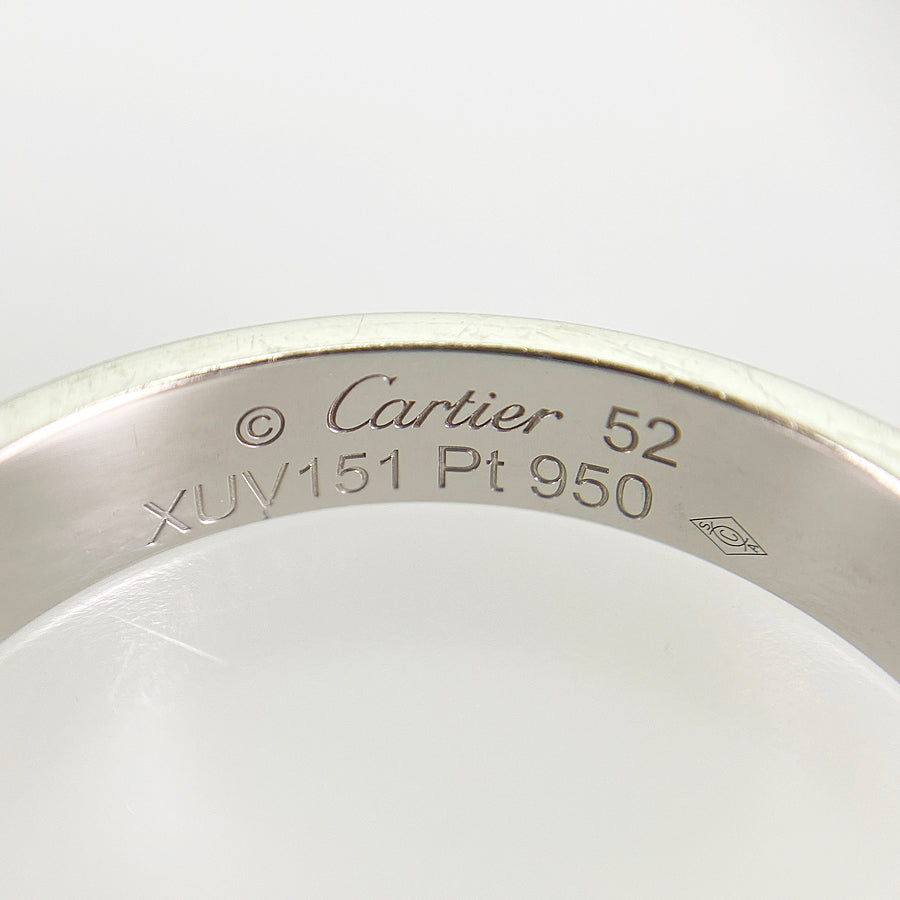 © Cartier 52
XUV151 Pt 950
S C A